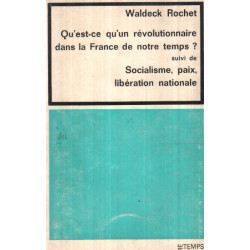 Waldeck Rochet
Qu'est-ce qu'un révolutionnaire
dans la France de notre temps ?
suivi de
Socialisme, paix,
libération nationale
TEMPS